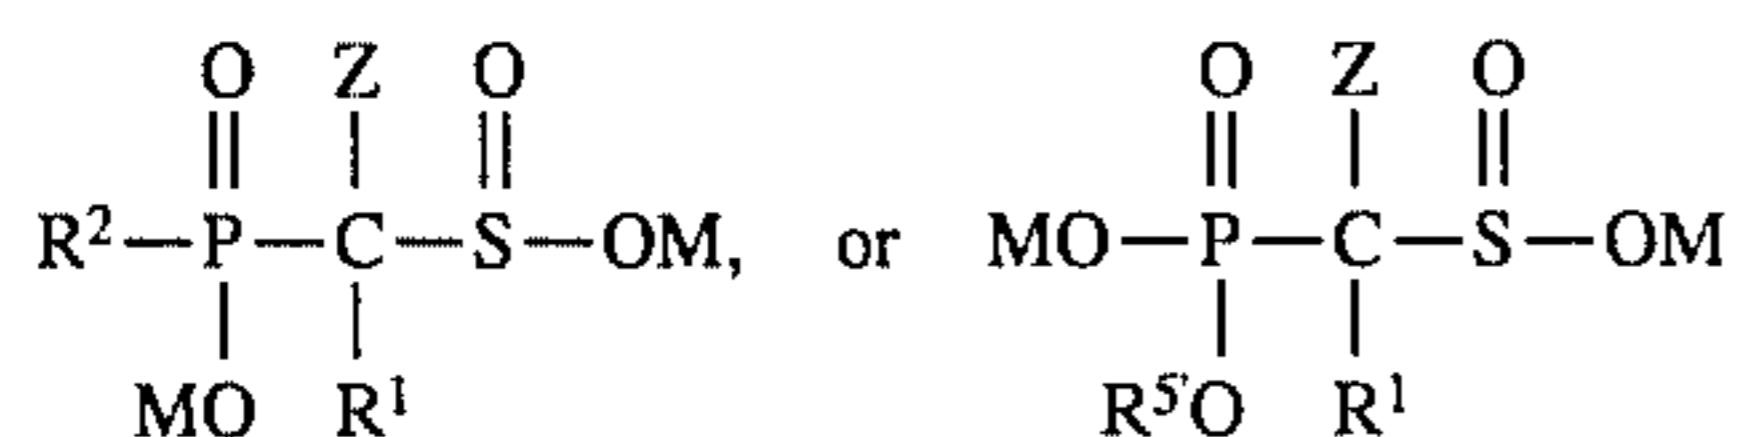 O Z O O Z O
R²—P—C—S—OM, or MO—P—C—S—OM
MO R¹ R⁵'O R¹